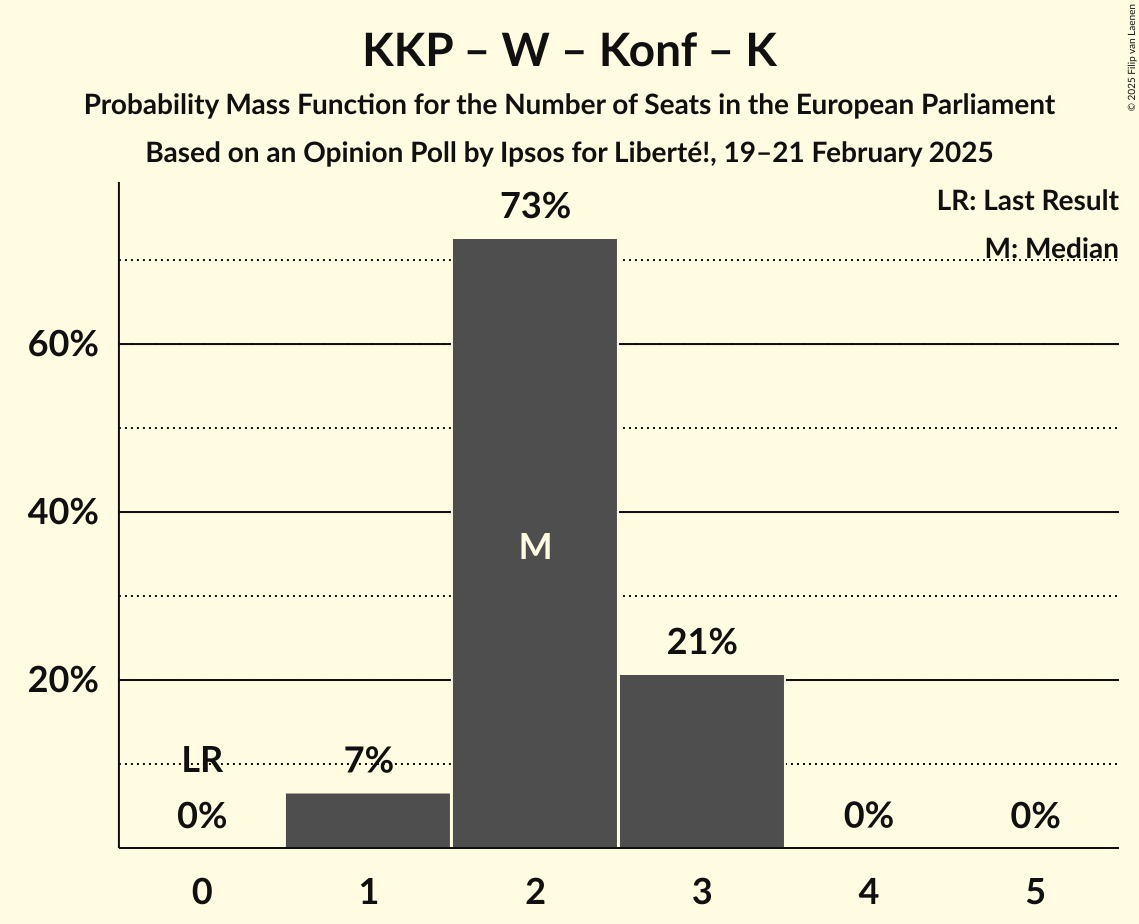 KKP – W – Konf – K
Probability Mass Function for the Number of Seats in the European Parliament
Based on an Opinion Poll by Ipsos for Liberté!, 19–21 February 2025
© 2025 Filip van Laenen
LR: Last Result
M: Median
73%
60%
40%
M
21%
20%
LR
7%
0%
0%
0%
0 1 2 3 4 5